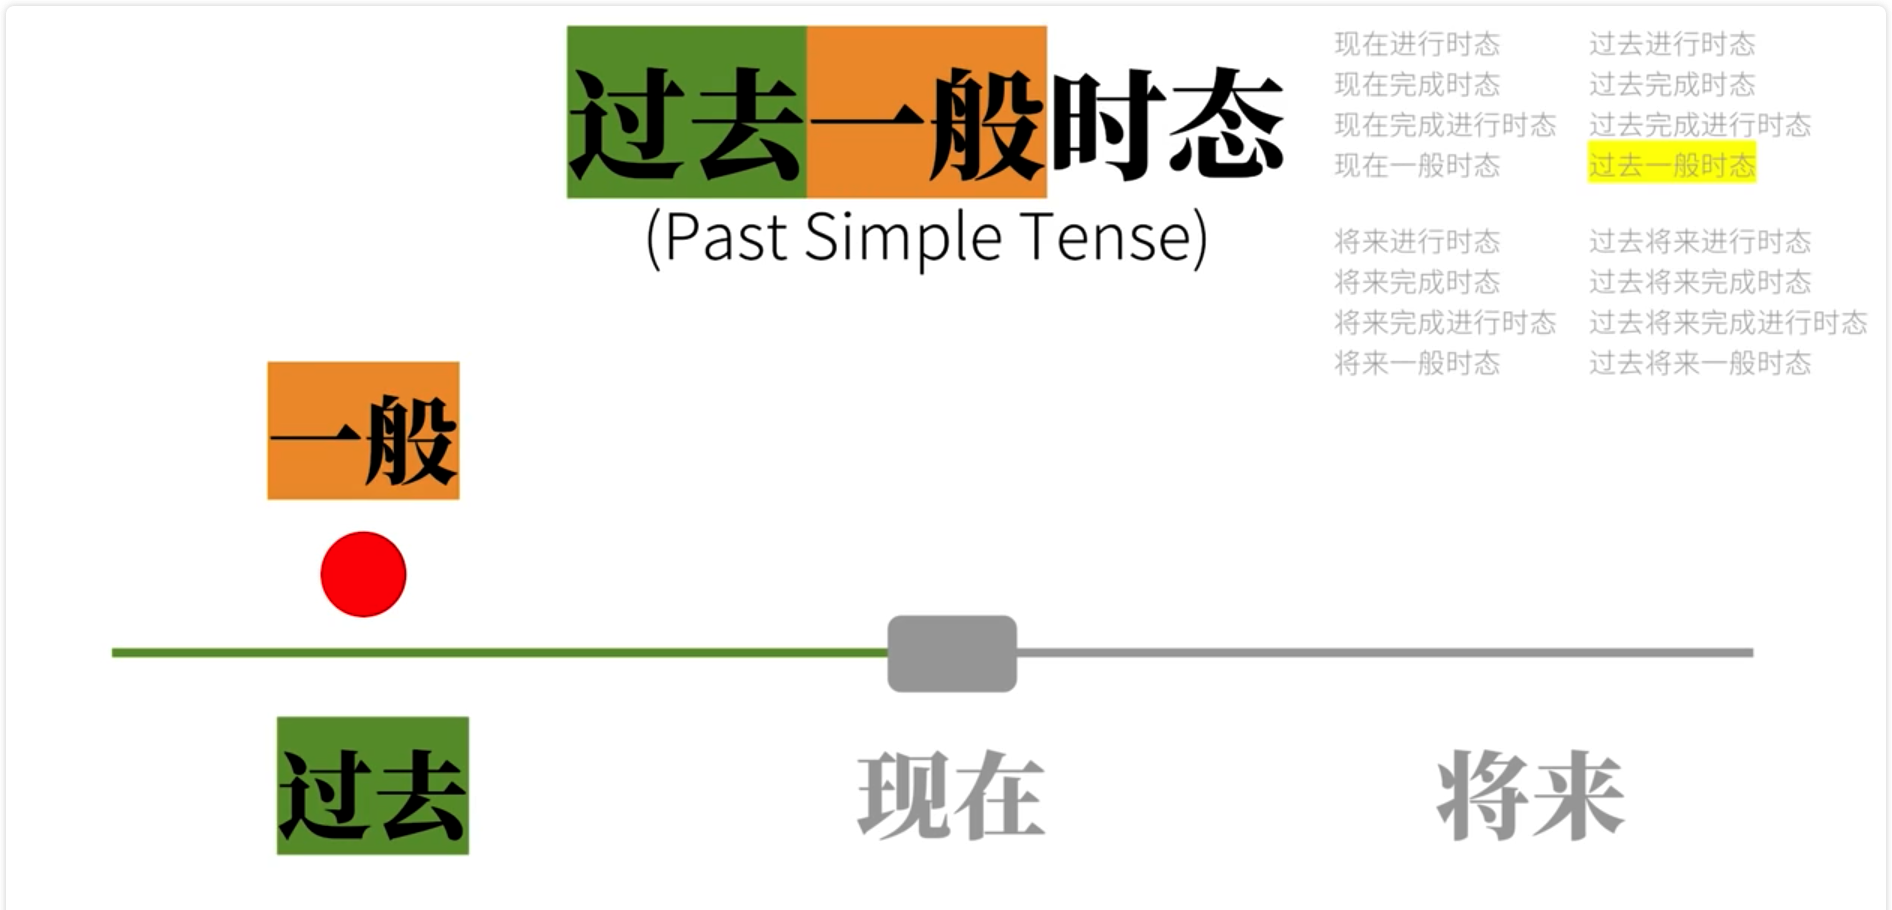 过去一般时态
(Past Simple Tense)
现在进行时态 过去进行时态
现在完成时态 过去完成时态
现在完成进行时态 过去完成进行时态
现在一般时态 过去一般时态
将来进行时态 过去将来进行时态
将来完成时态 过去将来完成时态
将来完成进行时态 过去将来完成进行时态
将来一般时态 过去将来一般时态
一般
过去 现在 将来